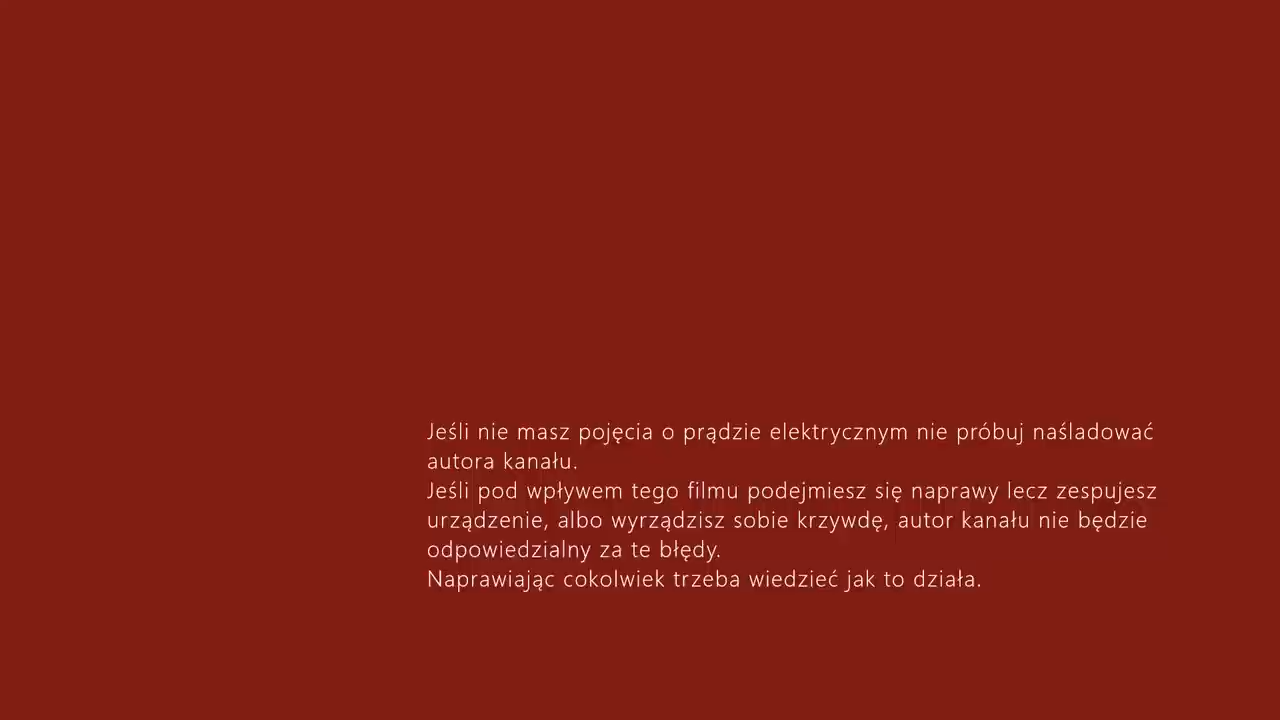 Jeśli nie masz pojęcia o prądzie elektrycznym nie próbuj naśladować
autora kanału.
Jeśli pod wpływem tego filmu podejmiesz się naprawy lecz zespujesz
urządzenie, albo wyrządzisz sobie krzywdę, autor kanału nie będzie
odpowiedzialny za te błędy.
Naprawiając cokolwiek trzeba wiedzieć jak to działa.